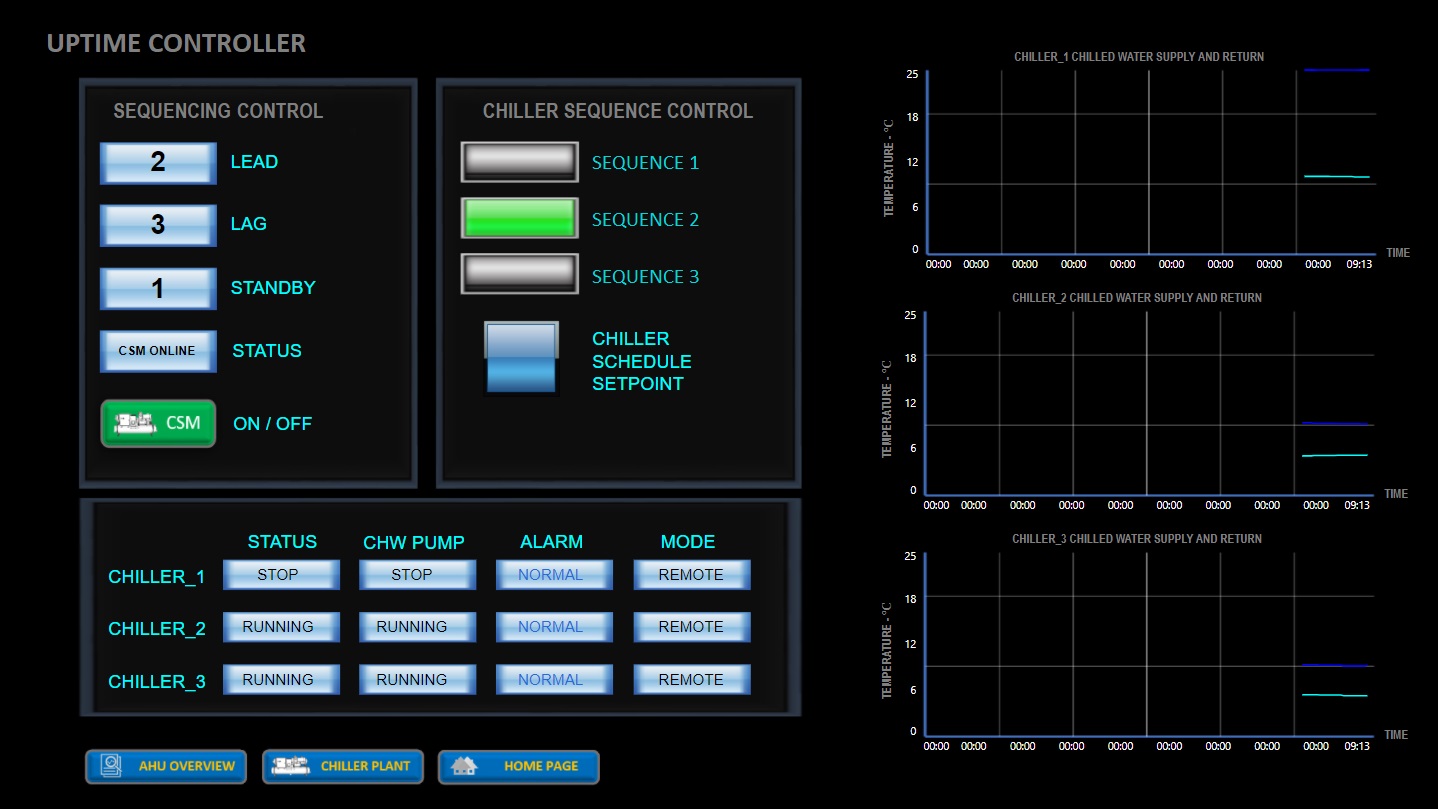 UPTIME CONTROLLER
SEQUENCING CONTROL
2 LEAD
3 LAG
1 STANDBY
CSM ONLINE STATUS
CSM ON / OFF
CHILLER SEQUENCE CONTROL
SEQUENCE 1
SEQUENCE 2
SEQUENCE 3
CHILLER
SCHEDULE
SETPOINT
STATUS CHW PUMP ALARM MODE
CHILLER_1 STOP STOP NORMAL REMOTE
CHILLER_2 RUNNING RUNNING NORMAL REMOTE
CHILLER_3 RUNNING RUNNING NORMAL REMOTE
AHU OVERVIEW CHILLER PLANT HOME PAGE
CHILLER_1 CHILLED WATER SUPPLY AND RETURN
TEMPERATURE - °C
25
18
12
6
0
TIME
00:00 00:00 00:00 00:00 00:00 00:00 00:00 00:00 00:00 09:13
CHILLER_2 CHILLED WATER SUPPLY AND RETURN
TEMPERATURE - °C
25
18
12
6
0
TIME
00:00 00:00 00:00 00:00 00:00 00:00 00:00 00:00 00:00 09:13
CHILLER_3 CHILLED WATER SUPPLY AND RETURN
TEMPERATURE - °C
25
18
12
6
0
TIME
00:00 00:00 00:00 00:00 00:00 00:00 00:00 00:00 00:00 09:13